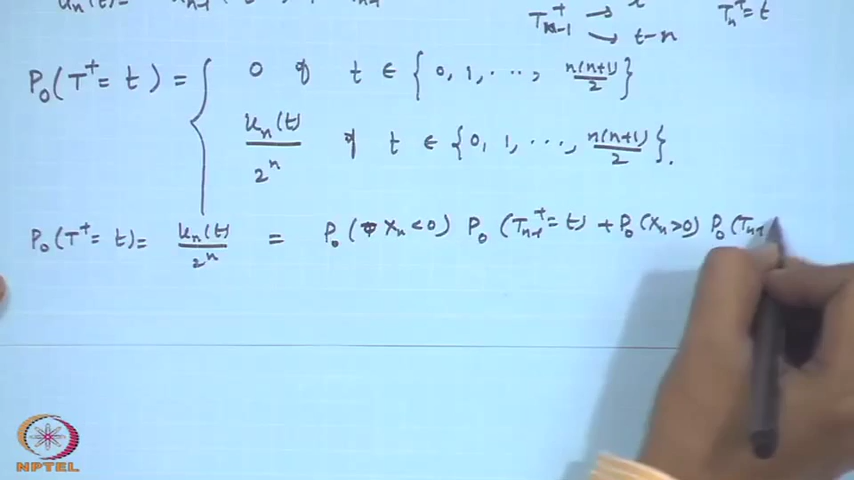 T⁺ₙ₋₁ → t − n T⁺ₙ = t
P₀(T⁺ = t) = { 0 if t ∈ {0, 1, ⋯, n(n+1)/2}
uₙ(t)/2ⁿ if t ∈ {0, 1, ⋯, n(n+1)/2}.
P₀(T⁺ = t) = uₙ(t)/2ⁿ = P₀(Xₙ < 0) P₀(T⁺ₙ₋₁ = t) + P₀(Xₙ > 0) P₀(Tₙ₋₁
NPTEL